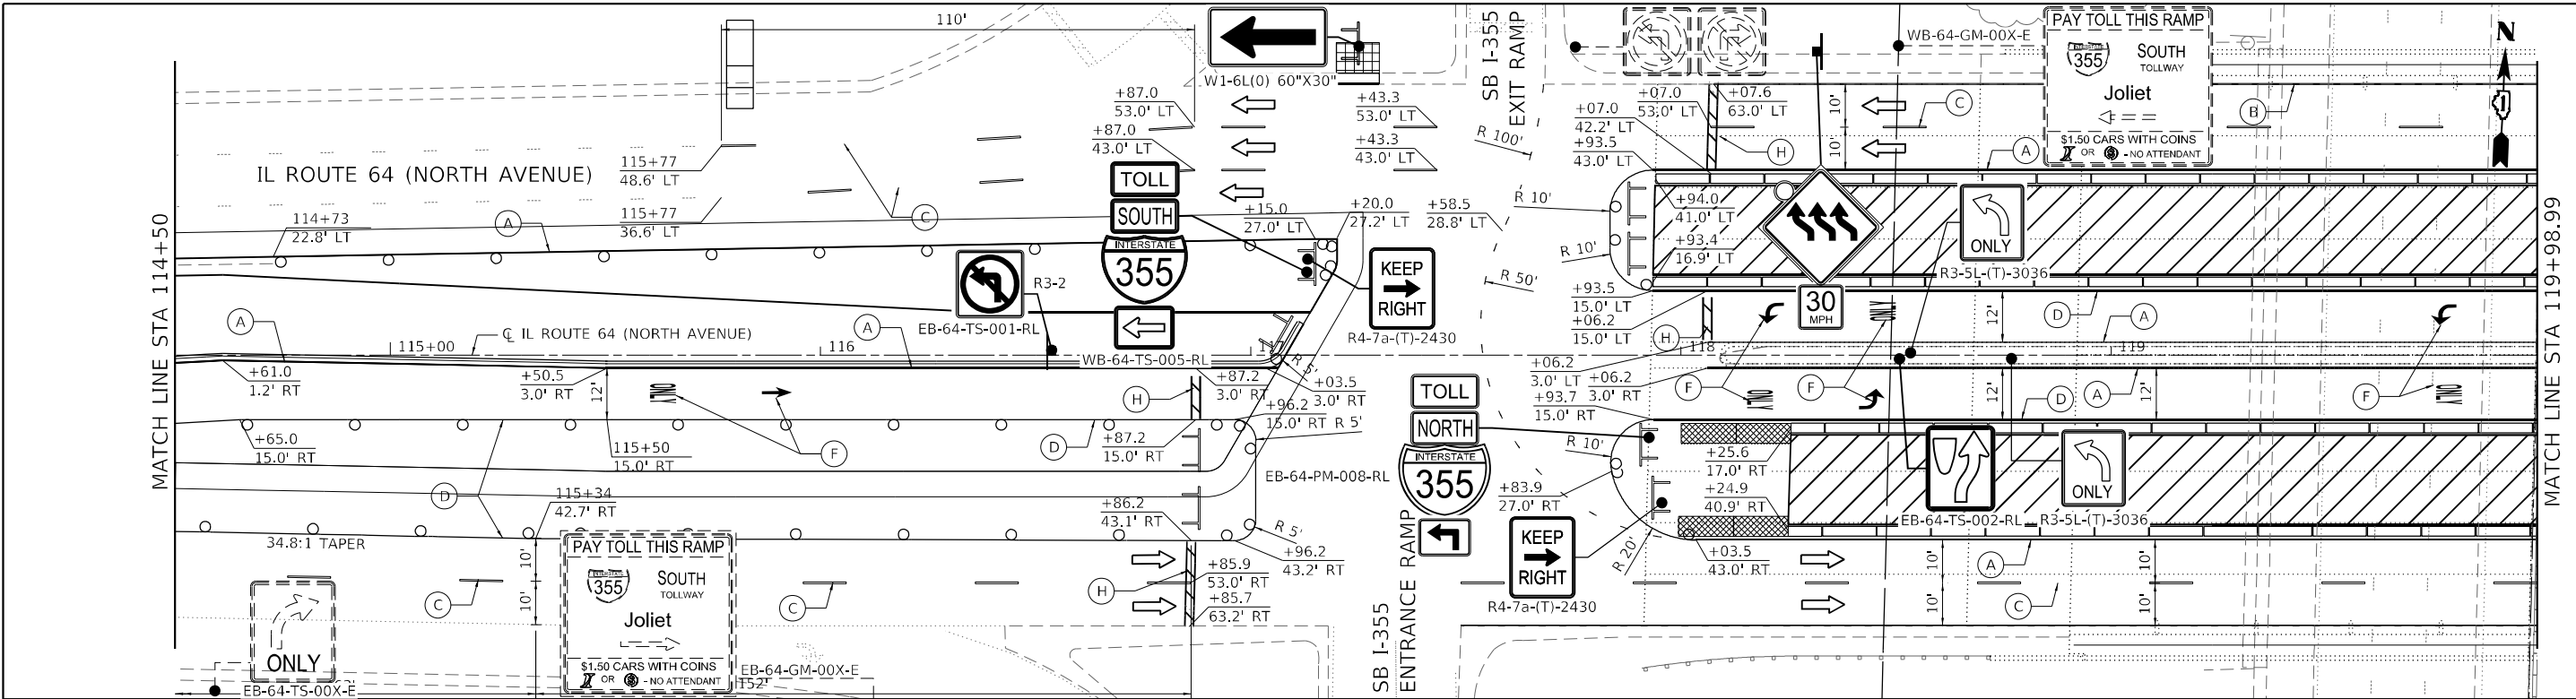 110'
W1-6L(0) 60"X30"
SB I-355
EXIT RAMP
WB-64-GM-00X-E
PAY TOLL THIS RAMP
INTERSTATE
355
SOUTH
TOLLWAY
Joliet
$1.50 CARS WITH COINS
OR
$
- NO ATTENDANT
N
IL ROUTE 64 (NORTH AVENUE)
MATCH LINE STA 114+50
MATCH LINE STA 119+98.99
+87.0
53.0' LT
+87.0
43.0' LT
+43.3
53.0' LT
+43.3
43.0' LT
R 100'
+07.0
42.2' LT
+07.0
53.0' LT
+07.6
63.0' LT
+93.5
43.0' LT
H
10'
10'
C
A
B
115+77
48.6' LT
115+77
36.6' LT
114+73
22.8' LT
A
C
TOLL
SOUTH
INTERSTATE
355
WB-64-TS-005-RL
+15.0
27.0' LT
+20.0
27.2' LT
+58.5
28.8' LT
R 10'
R 10'
R 50'
+94.0
41.0' LT
+93.4
16.9' LT
+93.5
15.0' LT
+06.2
15.0' LT
KEEP
RIGHT
R4-7a-(T)-2430
R3-2
EB-64-TS-001-RL
30
MPH
ONLY
R3-5L-(T)-3036
H
12'
D
A
ONLY
A
℄ IL ROUTE 64 (NORTH AVENUE)
A
115+00
116
118
119
+61.0
1.2' RT
+50.5
3.0' RT
12'
ONLY
H
+87.2
3.0' RT
R 5'
+03.5
3.0' RT
+06.2
3.0' LT
+06.2
3.0' RT
+93.7
15.0' RT
F
F
F
ONLY
ONLY
12'
D
A
12'
+65.0
15.0' RT
115+50
15.0' RT
F
D
+87.2
15.0' RT
+96.2
15.0' RT
R 5'
EB-64-PM-008-RL
TOLL
NORTH
INTERSTATE
355
R 10'
+83.9
27.0' RT
+25.6
17.0' RT
+24.9
40.9' RT
EB-64-TS-002-RL
ONLY
R3-5L-(T)-3036
D
115+34
42.7' RT
34.8:1 TAPER
+86.2
43.1' RT
R 5'
+96.2
43.2' RT
KEEP
RIGHT
R4-7a-(T)-2430
R 20'
+03.5
43.0' RT
A
C
10'
10'
10'
10'
10'
10'
C
C
H
+85.9
53.0' RT
+85.7
63.2' RT
ONLY
EB-64-TS-00X-E
PAY TOLL THIS RAMP
355
SOUTH
TOLLWAY
Joliet
$1.50 CARS WITH COINS
OR
$
- NO ATTENDANT
EB-64-GM-00X-E
152'
SB I-355
ENTRANCE RAMP